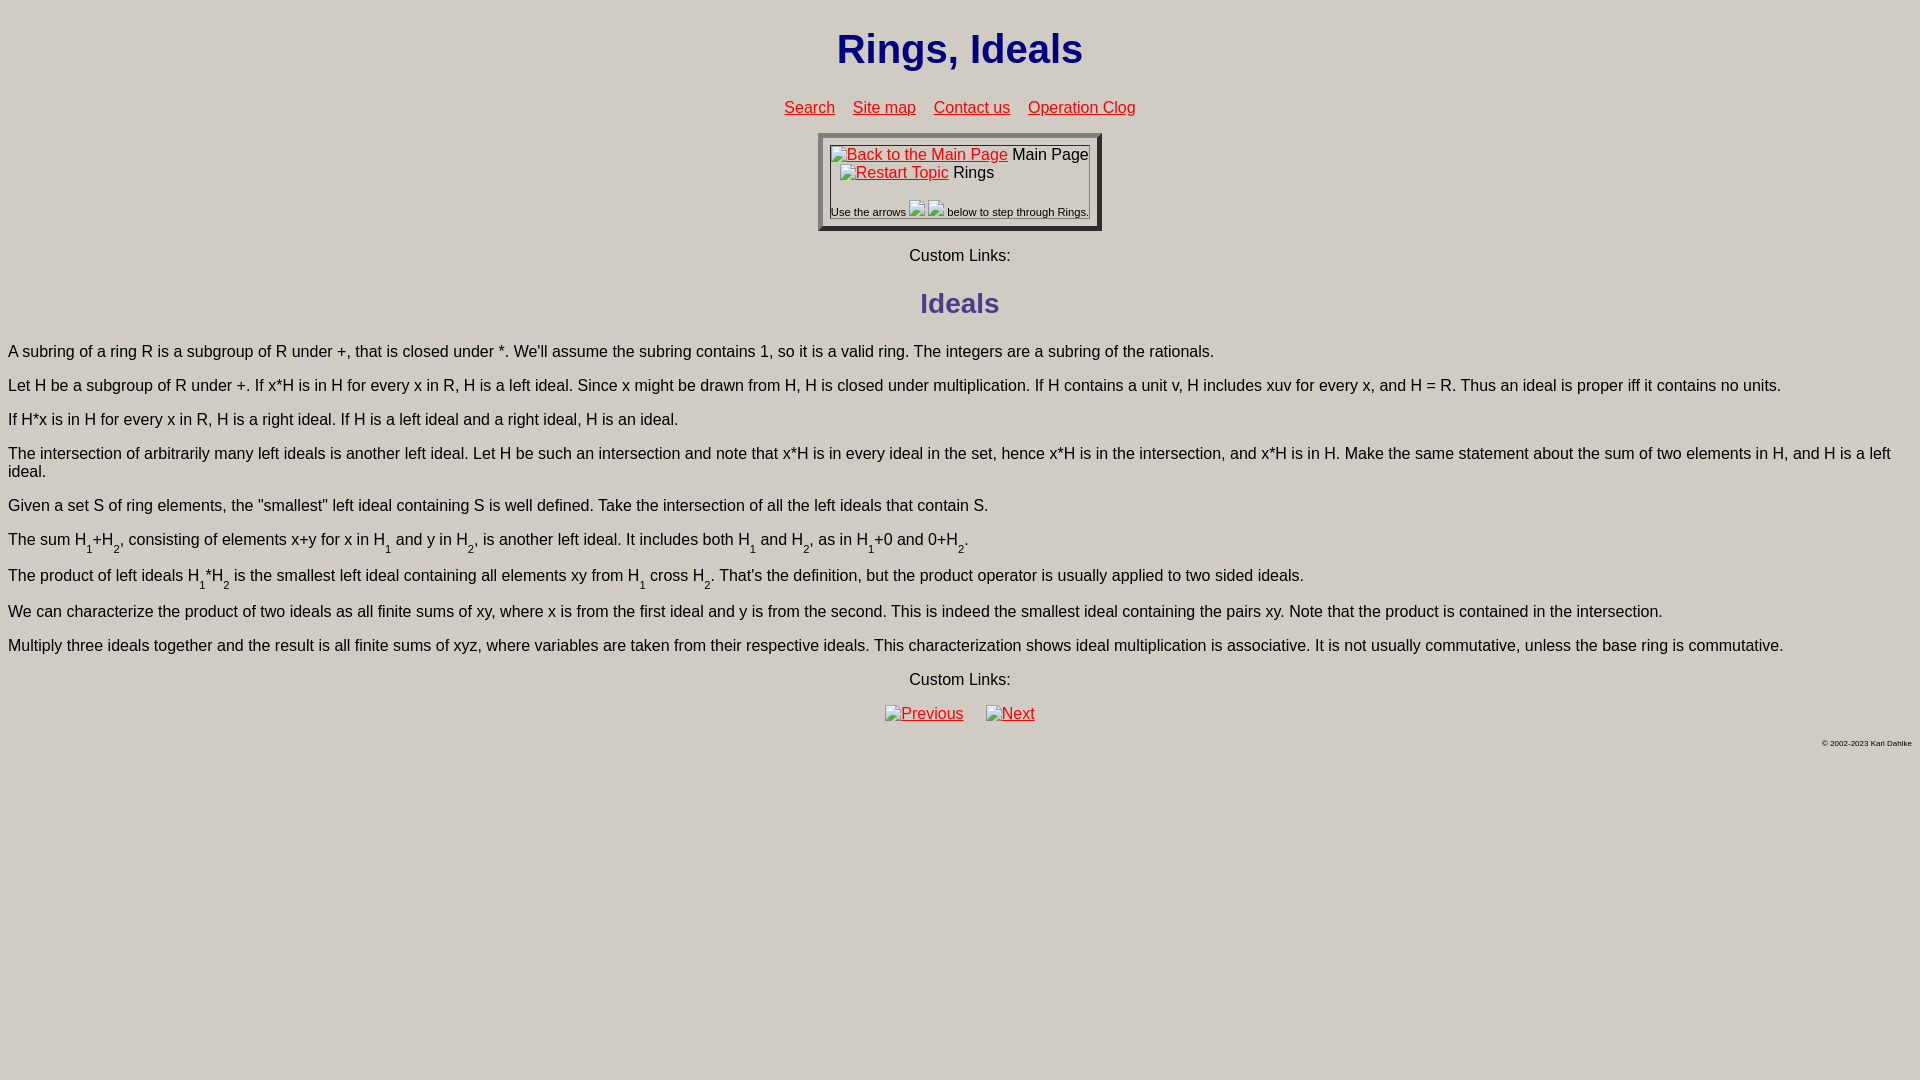 Rings, Ideals
Search Site map Contact us Operation Clog
Back to the Main Page Main Page
Restart Topic Rings
Use the arrows below to step through Rings.
Custom Links:
Ideals
A subring of a ring R is a subgroup of R under +, that is closed under *. We'll assume the subring contains 1, so it is a valid ring. The integers are a subring of the rationals.
Let H be a subgroup of R under +. If x*H is in H for every x in R, H is a left ideal. Since x might be drawn from H, H is closed under multiplication. If H contains a unit v, H includes xuv for every x, and H = R. Thus an ideal is proper iff it contains no units.
If H*x is in H for every x in R, H is a right ideal. If H is a left ideal and a right ideal, H is an ideal.
The intersection of arbitrarily many left ideals is another left ideal. Let H be such an intersection and note that x*H is in every ideal in the set, hence x*H is in the intersection, and x*H is in H. Make the same statement about the sum of two elements in H, and H is a left
ideal.
Given a set S of ring elements, the "smallest" left ideal containing S is well defined. Take the intersection of all the left ideals that contain S.
The sum H1+H2, consisting of elements x+y for x in H1 and y in H2, is another left ideal. It includes both H1 and H2, as in H1+0 and 0+H2.
The product of left ideals H1*H2 is the smallest left ideal containing all elements xy from H1 cross H2. That's the definition, but the product operator is usually applied to two sided ideals.
We can characterize the product of two ideals as all finite sums of xy, where x is from the first ideal and y is from the second. This is indeed the smallest ideal containing the pairs xy. Note that the product is contained in the intersection.
Multiply three ideals together and the result is all finite sums of xyz, where variables are taken from their respective ideals. This characterization shows ideal multiplication is associative. It is not usually commutative, unless the base ring is commutative.
Custom Links:
Previous Next
© 2002-2023 Karl Dahlke